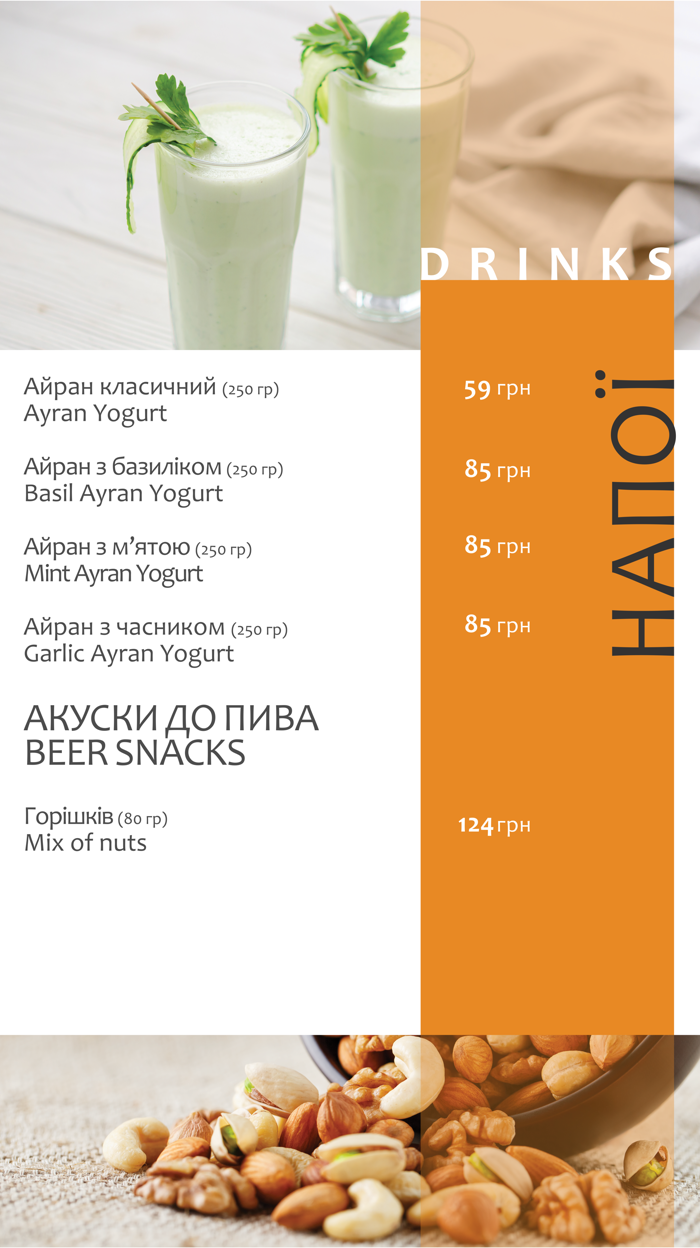 DRINKS
НАПОЇ
Айран класичний (250 гр) 59 грн
Ayran Yogurt
Айран з базиліком (250 гр) 85 грн
Basil Ayran Yogurt
Айран з м’ятою (250 гр) 85 грн
Mint Ayran Yogurt
Айран з часником (250 гр) 85 грн
Garlic Ayran Yogurt
АКУСКИ ДО ПИВА
BEER SNACKS
Горішків (80 гр) 124 грн
Mix of nuts